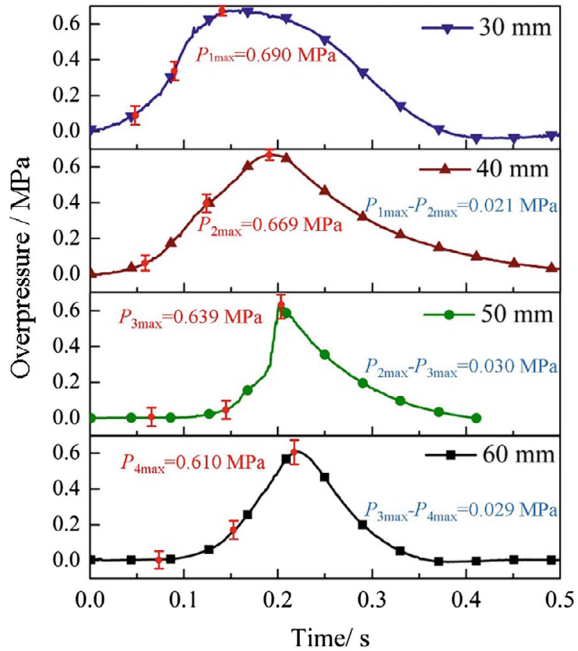 0.6
0.4
0.2
0.0
30 mm
P1max=0.690 MPa
0.6
0.4
0.2
0.0
40 mm
P1max-P2max=0.021 MPa
P2max=0.669 MPa
0.6
0.4
0.2
0.0
50 mm
P3max=0.639 MPa
P2max-P3max=0.030 MPa
0.6
0.4
0.2
0.0
60 mm
P4max=0.610 MPa
P3max-P4max=0.029 MPa
Overpressure / MPa
0.0 0.1 0.2 0.3 0.4 0.5
Time/ s